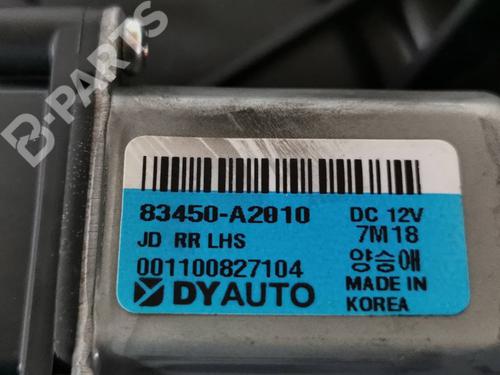 B-PARTS
83450-A2010
DC 12V
JD RR LHS
7M18
001100827104
양승애
DYAUTO
MADE IN
KOREA